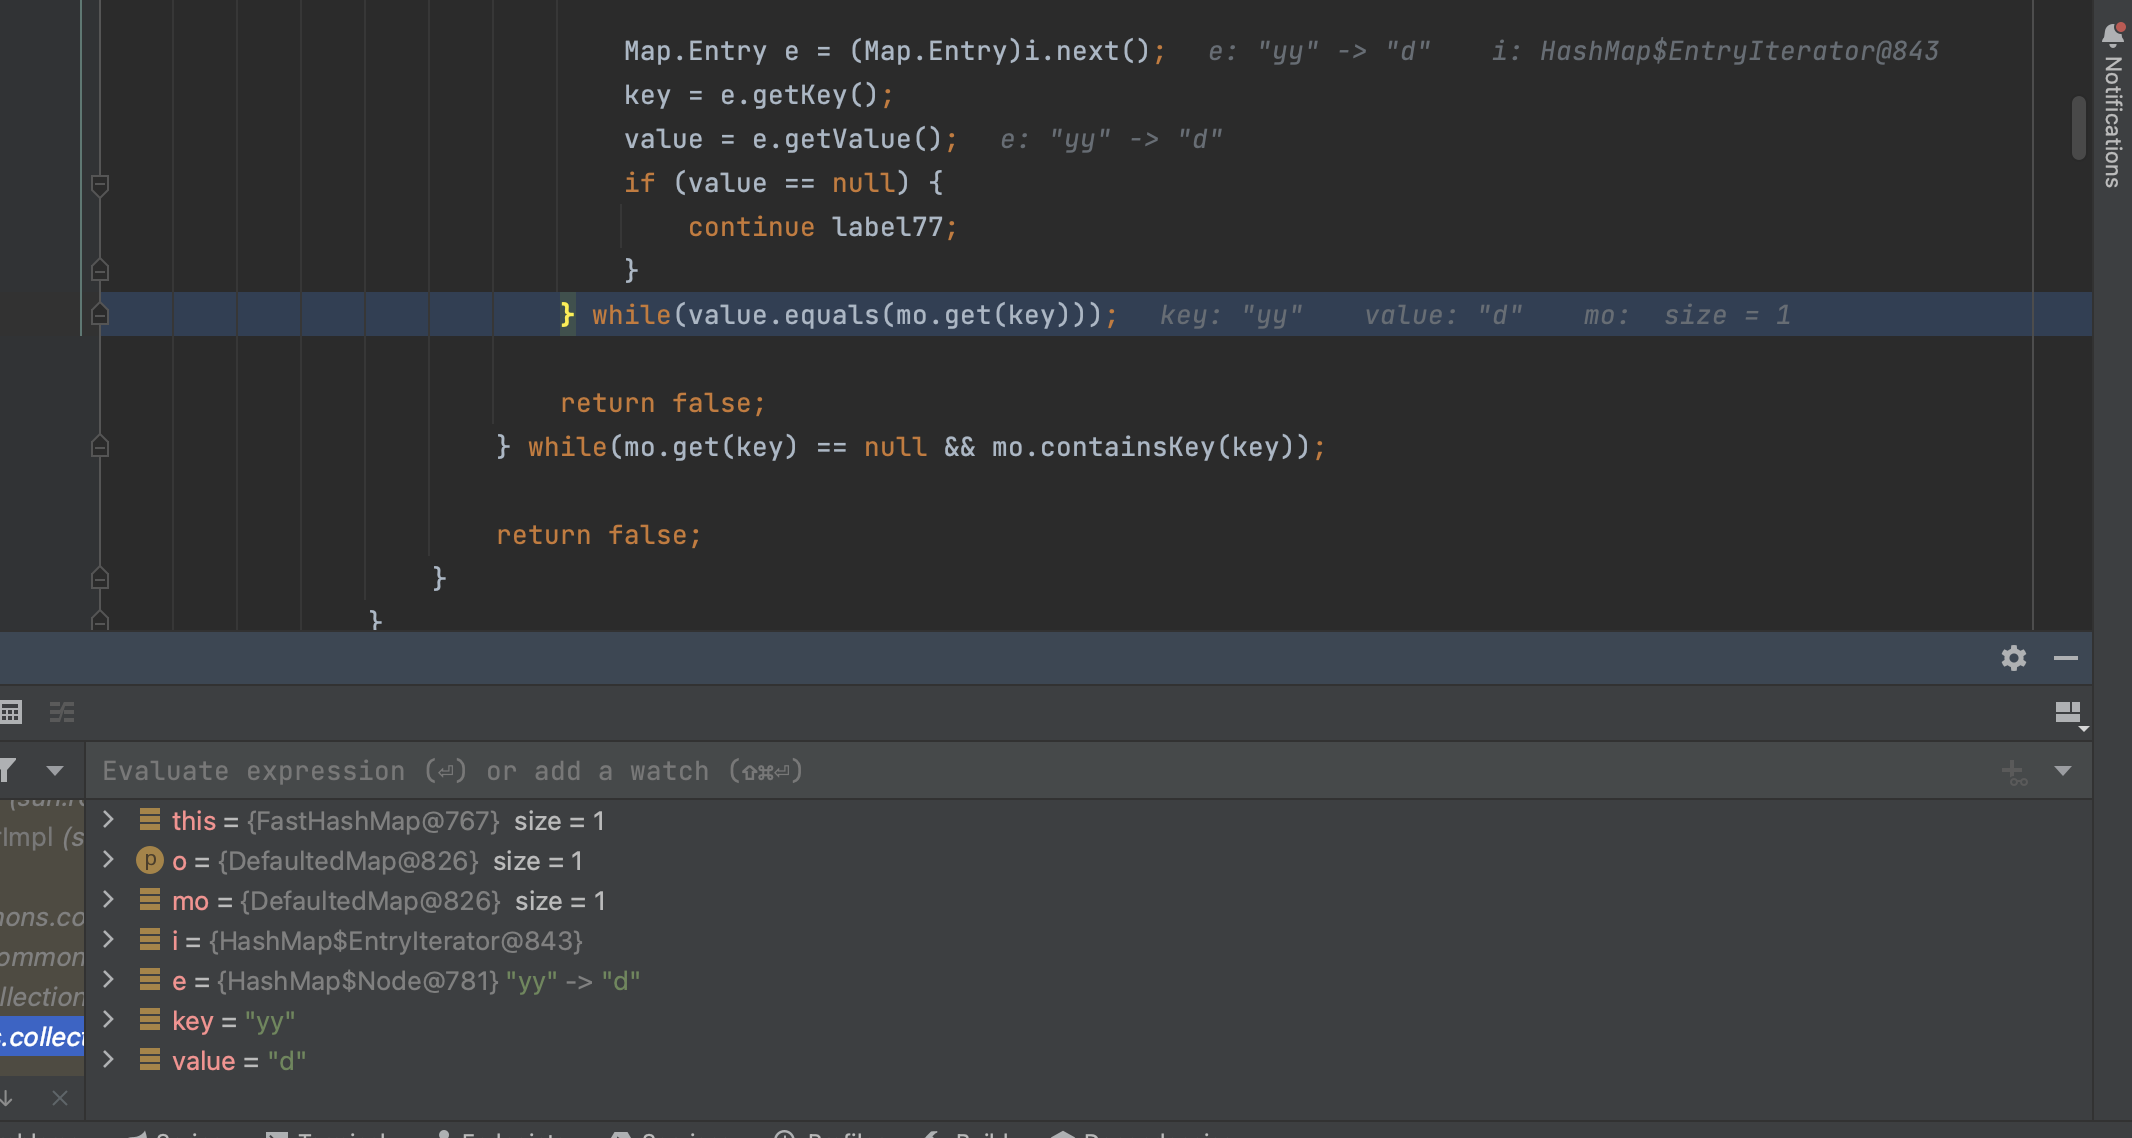 Map.Entry e = (Map.Entry)i.next(); e: "yy" -> "d" i: HashMap$EntryIterator@843
key = e.getKey();
value = e.getValue(); e: "yy" -> "d"
if (value == null) {
continue label77;
}
} while(value.equals(mo.get(key))); key: "yy" value: "d" mo: size = 1
return false;
} while(mo.get(key) == null && mo.containsKey(key));
return false;
}
}
Notifications
Evaluate expression (⏎) or add a watch (⇧⌘⏎)
this = {FastHashMap@767} size = 1
p o = {DefaultedMap@826} size = 1
mo = {DefaultedMap@826} size = 1
i = {HashMap$EntryIterator@843}
e = {HashMap$Node@781} "yy" -> "d"
key = "yy"
value = "d"
rImpl (s
nons.co
ommon
llection
s.collect